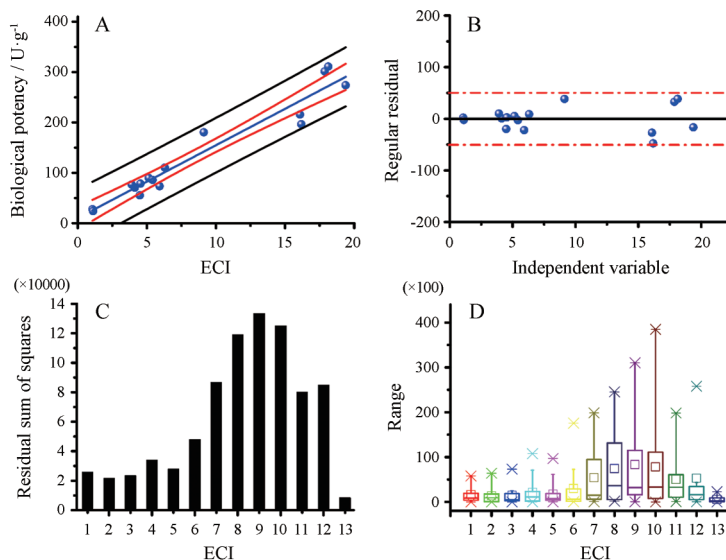 A
Biological potency / U·g⁻¹
400
300
200
100
0
0
5
10
15
20
ECI
B
Regular residual
200
100
0
-100
-200
0
5
10
15
20
Independent variable
(×10000)
C
Residual sum of squares
14
12
10
8
6
4
2
0
1 2 3 4 5 6 7 8 9 10 11 12 13
ECI
(×100)
D
Range
400
300
200
100
0
1 2 3 4 5 6 7 8 9 10 11 12 13
ECI